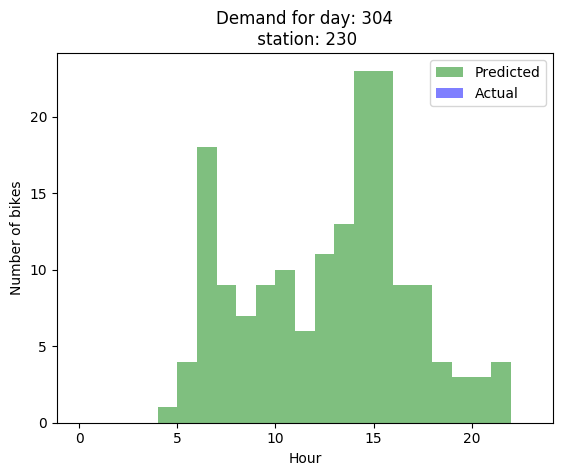 Demand for day: 304
station: 230
Predicted
Actual
Number of bikes
20
15
10
5
0
0 5 10 15 20
Hour